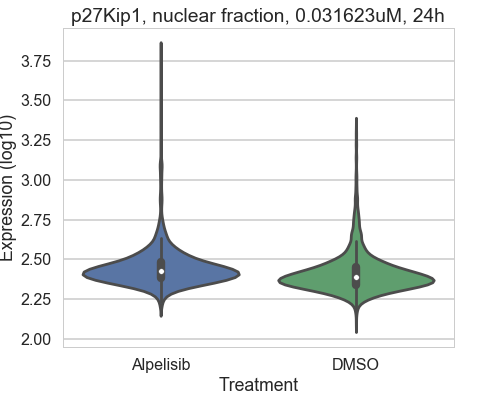 p27Kip1, nuclear fraction, 0.031623uM, 24h
3.75
3.50
3.25
3.00
2.75
2.50
2.25
2.00
Expression (log10)
Alpelisib DMSO
Treatment